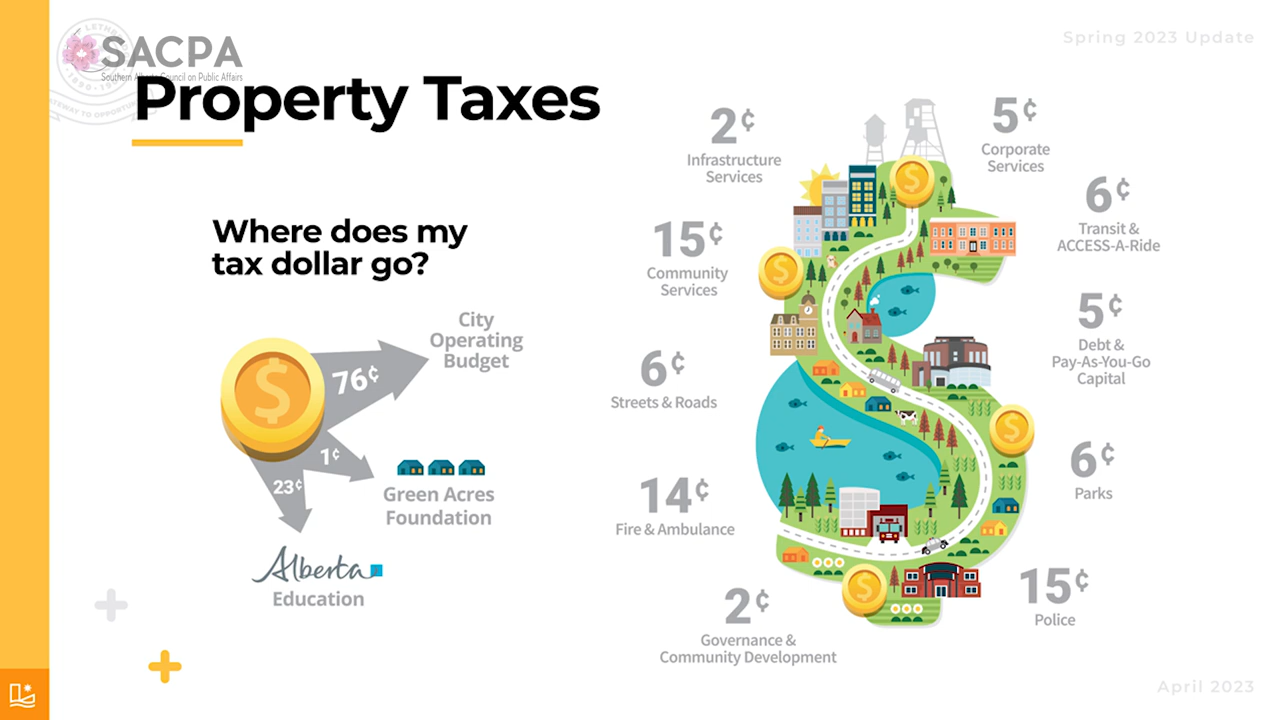 SACPA
Southern Alberta Council on Public Affairs
Spring 2023 Update
Property Taxes
Where does my
tax dollar go?
City
Operating
Budget
76¢
1¢
23¢
Green Acres
Foundation
Alberta
Education
2¢
Infrastructure
Services
5¢
Corporate
Services
15¢
Community
Services
6¢
Transit &
ACCESS-A-Ride
6¢
Streets & Roads
5¢
Debt &
Pay-As-You-Go
Capital
14¢
Fire & Ambulance
6¢
Parks
2¢
Governance &
Community Development
15¢
Police
April 2023